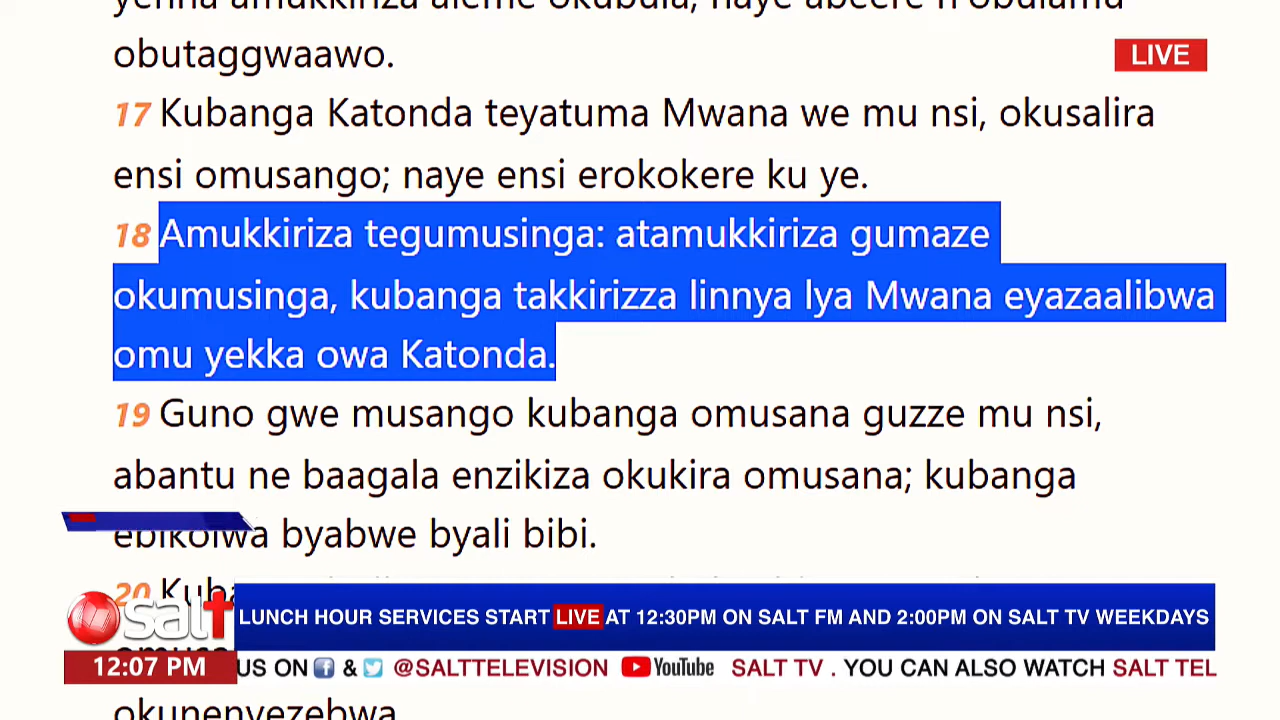 obutaggwaawo.
LIVE
17 Kubanga Katonda teyatuma Mwana we mu nsi, okusalira
ensi omusango; naye ensi erokokere ku ye.
18 Amukkiriza tegumusinga: atamukkiriza gumaze
okumusinga, kubanga takkirizza linnya lya Mwana eyazaalibwa
omu yekka owa Katonda.
19 Guno gwe musango kubanga omusana guzze mu nsi,
abantu ne baagala enzikiza okukira omusana; kubanga
ebikolwa byabwe byali bibi.
20
salt
LUNCH HOUR SERVICES START LIVE AT 12:30PM ON SALT FM AND 2:00PM ON SALT TV WEEKDAYS
12:07 PM
US ON & @SALTTELEVISION YouTube SALT TV . YOU CAN ALSO WATCH SALT TEL